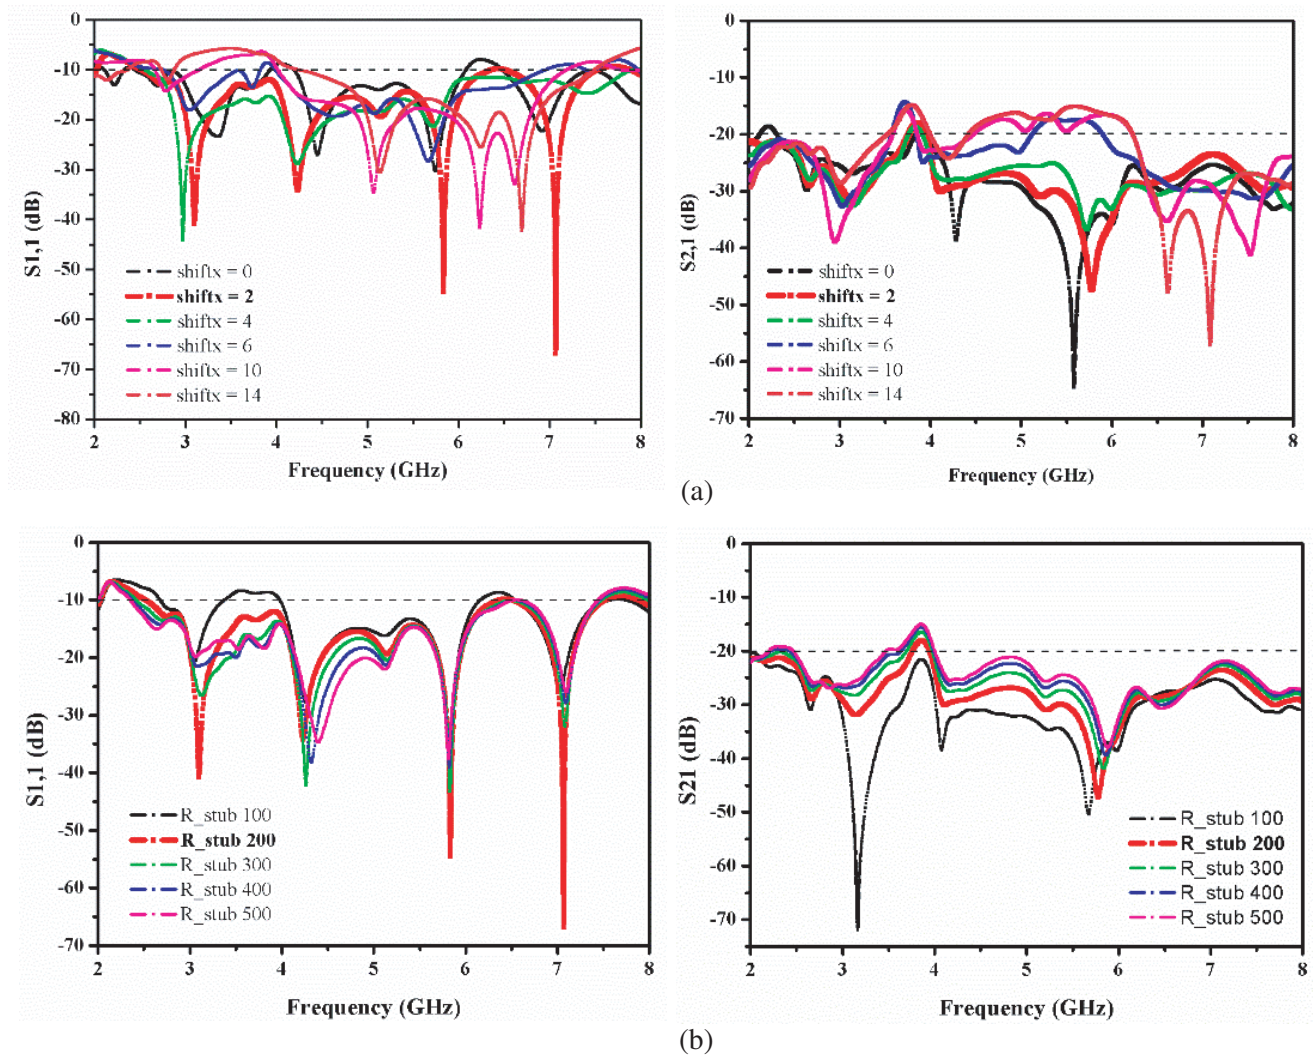 0
-10
-20
-30
-40
-50
-60
-70
-80
S1,1 (dB)
shiftx = 0
shiftx = 2
shiftx = 4
shiftx = 6
shiftx = 10
shiftx = 14
2 3 4 5 6 7 8
Frequency (GHz)
0
-10
-20
-30
-40
-50
-60
-70
S2,1 (dB)
shiftx = 0
shiftx = 2
shiftx = 4
shiftx = 6
shiftx = 10
shiftx = 14
2 3 4 5 6 7 8
Frequency (GHz)
(a)
0
-10
-20
-30
-40
-50
-60
-70
S1,1 (dB)
R_stub 100
R_stub 200
R_stub 300
R_stub 400
R_stub 500
2 3 4 5 6 7 8
Frequency (GHz)
0
-10
-20
-30
-40
-50
-60
-70
S21 (dB)
R_stub 100
R_stub 200
R_stub 300
R_stub 400
R_stub 500
2 3 4 5 6 7 8
Frequency (GHz)
(b)